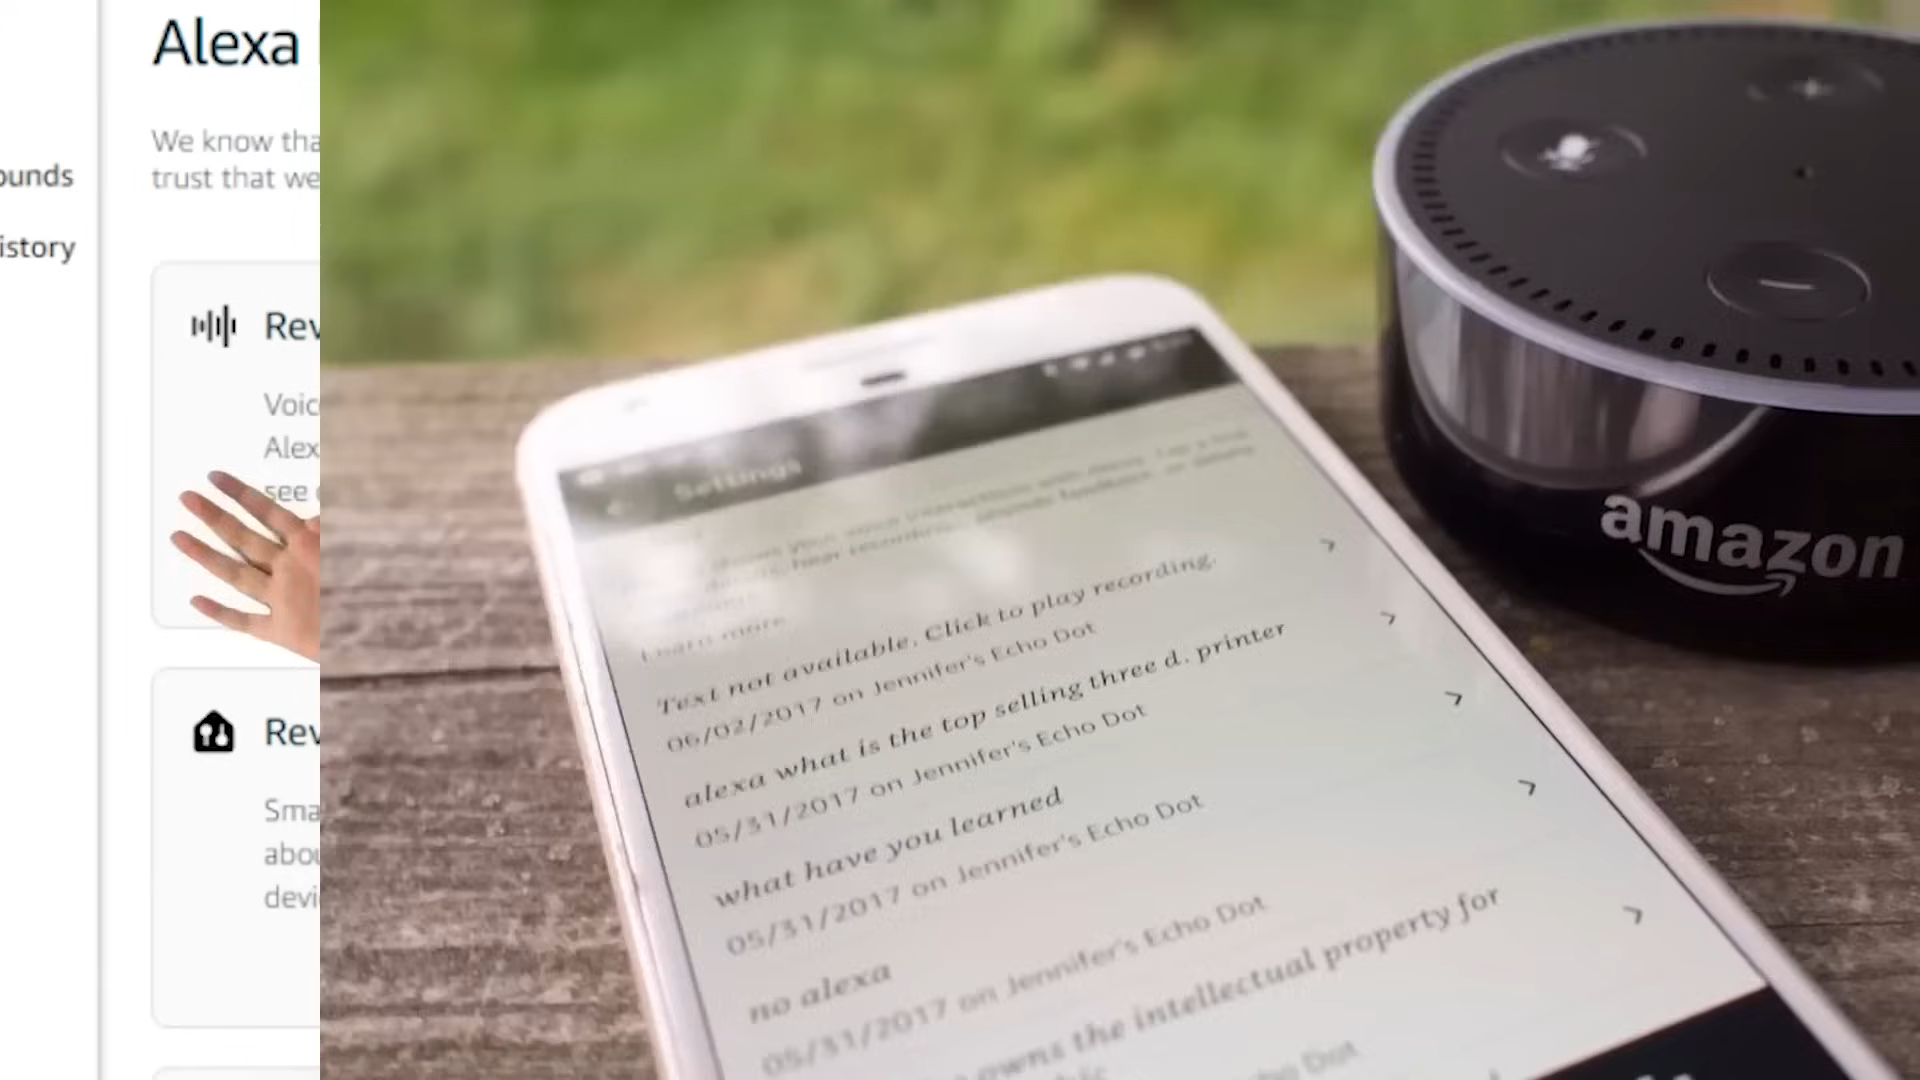 Alexa
We know tha
trust that we
ounds
istory
Rev
Voic
Alex
see
Rev
Sma
abou
devi
Settings
Learn more
Text not available. Click to play recording.
06/02/2017 on Jennifer's Echo Dot
alexa what is the top selling three d. printer
05/31/2017 on Jennifer's Echo Dot
what have you learned
05/31/2017 on Jennifer's Echo Dot
no alexa
05/31/2017 on Jennifer's Echo Dot
owns the intellectual property for
Echo Dot
amazon